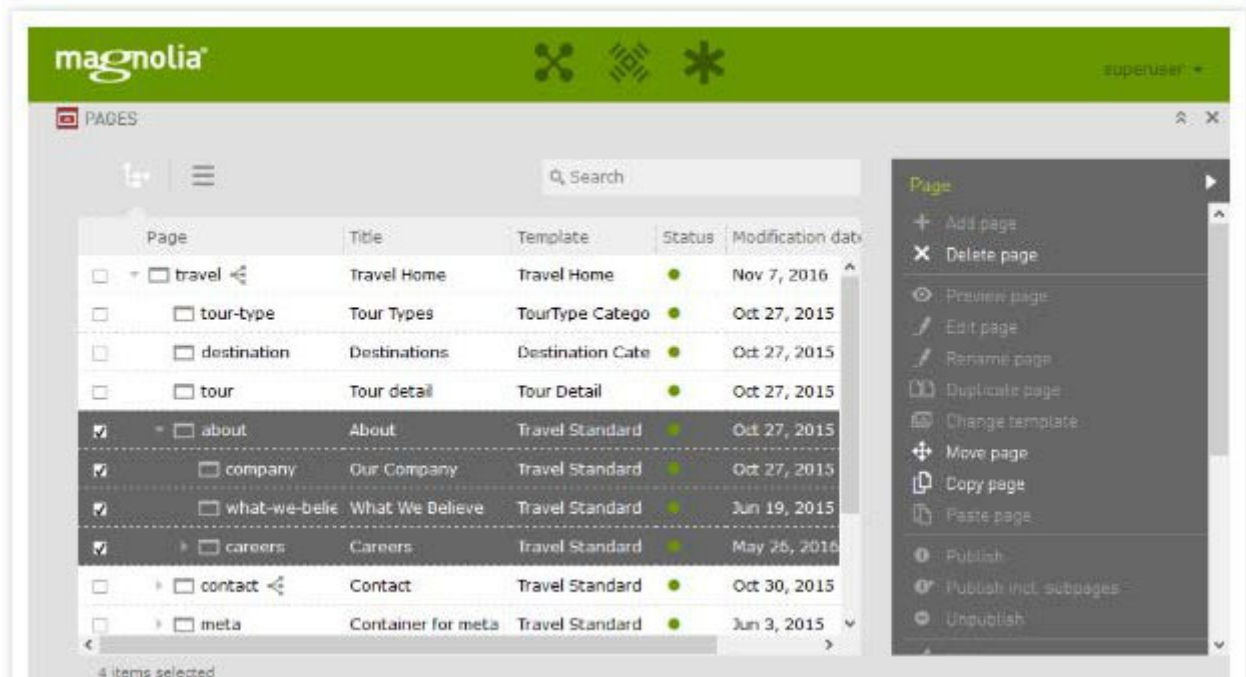 magnolia®
superuser
PAGES
Search
Page Title Template Status Modification date
travel Travel Home Travel Home Nov 7, 2016
tour-type Tour Types TourType Catego Oct 27, 2015
destination Destinations Destination Cate Oct 27, 2015
tour Tour detail Tour Detail Oct 27, 2015
about About Travel Standard Oct 27, 2015
company Our Company Travel Standard Oct 27, 2015
what-we-belie What We Believe Travel Standard Jun 19, 2015
careers Careers Travel Standard May 26, 2016
contact Contact Travel Standard Oct 30, 2015
meta Container for meta Travel Standard Jun 3, 2015
4 items selected
Page
Add page
Delete page
Preview page
Edit page
Rename page
Duplicate page
Change template
Move page
Copy page
Paste page
Publish
Publish incl. subpages
Unpublish